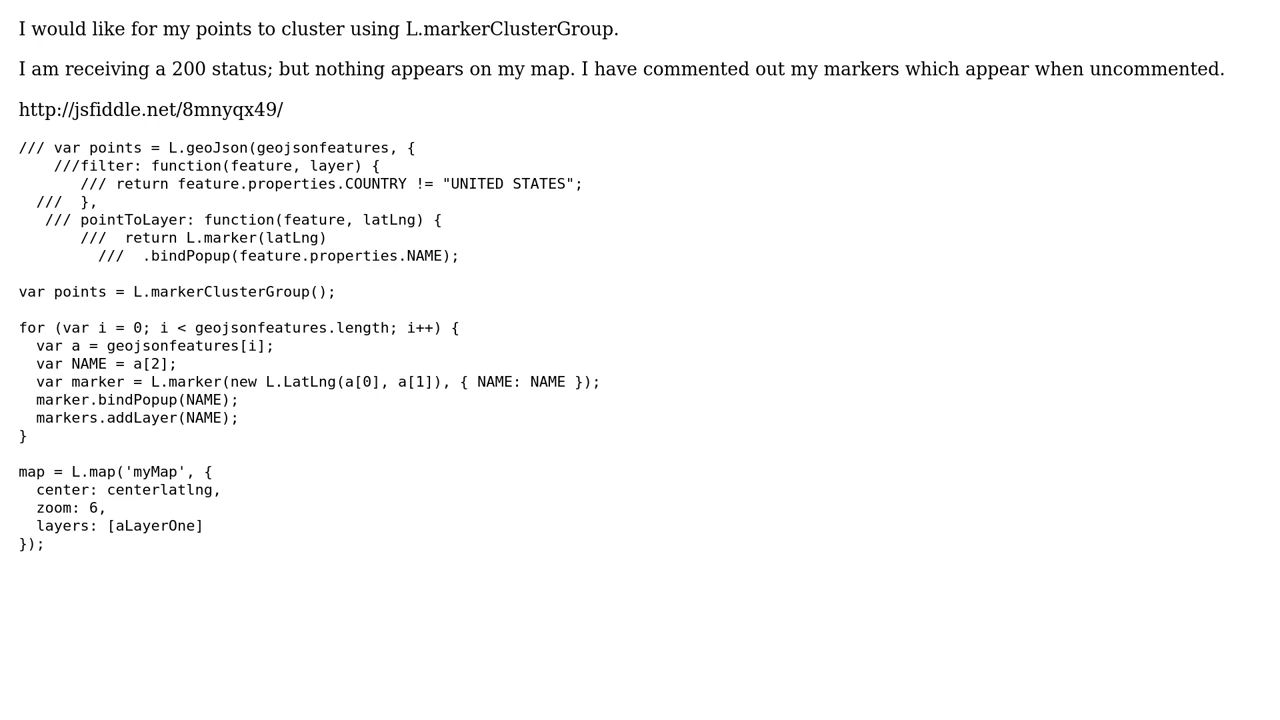 I would like for my points to cluster using L.markerClusterGroup.
I am receiving a 200 status; but nothing appears on my map. I have commented out my markers which appear when uncommented.
http://jsfiddle.net/8mnyqx49/
/// var points = L.geoJson(geojsonfeatures, {
    ///filter: function(feature, layer) {
       /// return feature.properties.COUNTRY != "UNITED STATES";
  ///  },
   /// pointToLayer: function(feature, latLng) {
       ///  return L.marker(latLng)
         ///  .bindPopup(feature.properties.NAME);
var points = L.markerClusterGroup();
for (var i = 0; i < geojsonfeatures.length; i++) {
  var a = geojsonfeatures[i];
  var NAME = a[2];
  var marker = L.marker(new L.LatLng(a[0], a[1]), { NAME: NAME });
  marker.bindPopup(NAME);
  markers.addLayer(NAME);
}
map = L.map('myMap', {
  center: centerlatlng,
  zoom: 6,
  layers: [aLayerOne]
});